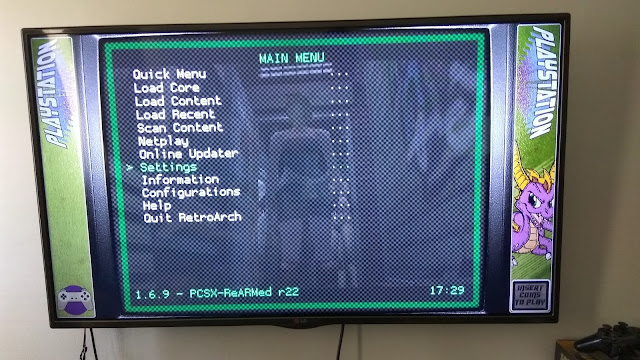 PLAYSTATION
MAIN MENU
Quick Menu ...
Load Core ...
Load Content ...
Load Recent ...
Scan Content ...
Netplay ...
Online Updater ...
> Settings ...
Information ...
Configurations ...
Help ...
Quit RetroArch ...
1.6.9 - PCSX-ReARMed r22
17:29
PLAYSTATION
INSERT
COINS
TO PLAY
LG